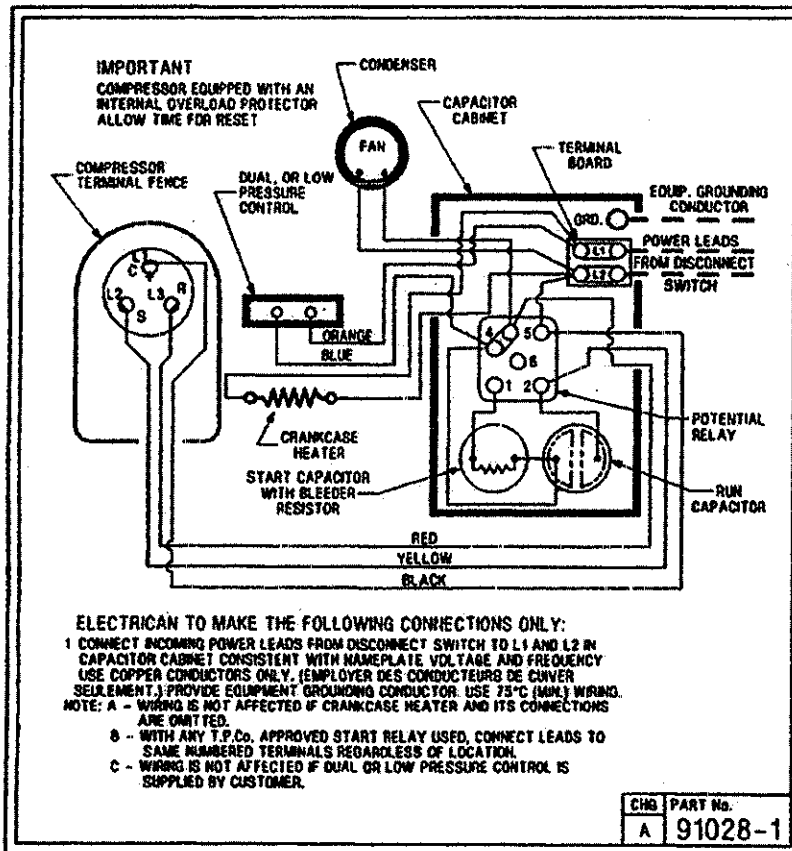 IMPORTANT
COMPRESSOR EQUIPPED WITH AN
INTERNAL OVERLOAD PROTECTOR
ALLOW TIME FOR RESET
CONDENSER
FAN
CAPACITOR
CABINET
TERMINAL
BOARD
COMPRESSOR
TERMINAL FENCE
DUAL, OR LOW
PRESSURE
CONTROL
EQUIP. GROUNDING
CONDUCTOR
GRD.
POWER LEADS
FROM DISCONNECT
SWITCH
L1
L2
L1
C
L2
S
L3
R
ORANGE
BLUE
4
5
6
1
2
CRANKCASE
HEATER
POTENTIAL
RELAY
START CAPACITOR
WITH BLEEDER
RESISTOR
RUN
CAPACITOR
RED
YELLOW
BLACK
ELECTRICAN TO MAKE THE FOLLOWING CONNECTIONS ONLY:
1 CONNECT INCOMING POWER LEADS FROM DISCONNECT SWITCH TO L1 AND L2 IN
CAPACITOR CABINET CONSISTENT WITH NAMEPLATE VOLTAGE AND FREQUENCY
USE COPPER CONDUCTORS ONLY. (EMPLOYER DES CONDUCTEURS DE CUIVER
SEULEMENT.) PROVIDE EQUIPMENT GROUNDING CONDUCTOR. USE 75°C (MIN.) WIRING.
NOTE: A - WIRING IS NOT AFFECTED IF CRANKCASE HEATER AND ITS CONNECTIONS
ARE OMITTED.
B - WITH ANY T.P.Co. APPROVED START RELAY USED, CONNECT LEADS TO
SAME NUMBERED TERMINALS REGARDLESS OF LOCATION.
C - WIRING IS NOT AFFECTED IF DUAL OR LOW PRESSURE CONTROL IS
SUPPLIED BY CUSTOMER.
CHG PART No.
A 91028-1